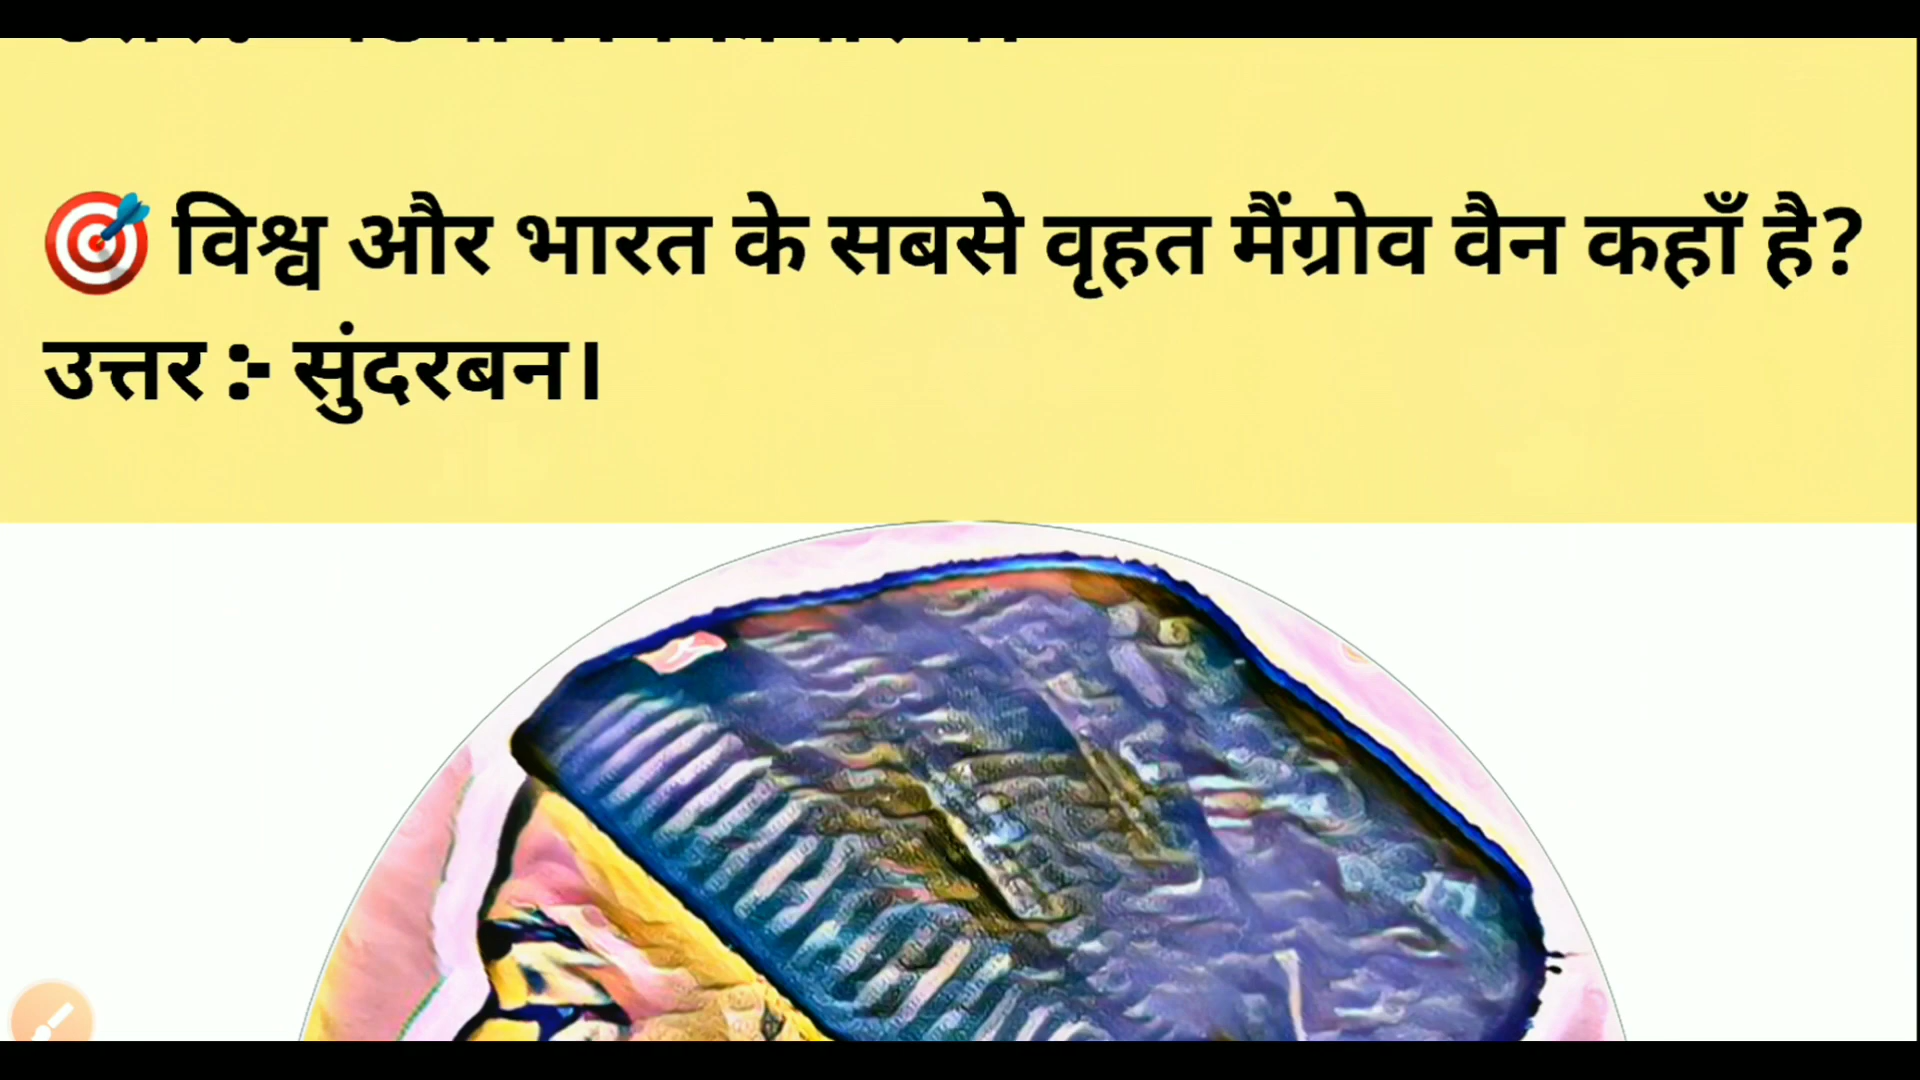 विश्व और भारत के सबसे वृहत मैंग्रोव वैन कहाँ है?
उत्तर :- सुंदरबन।